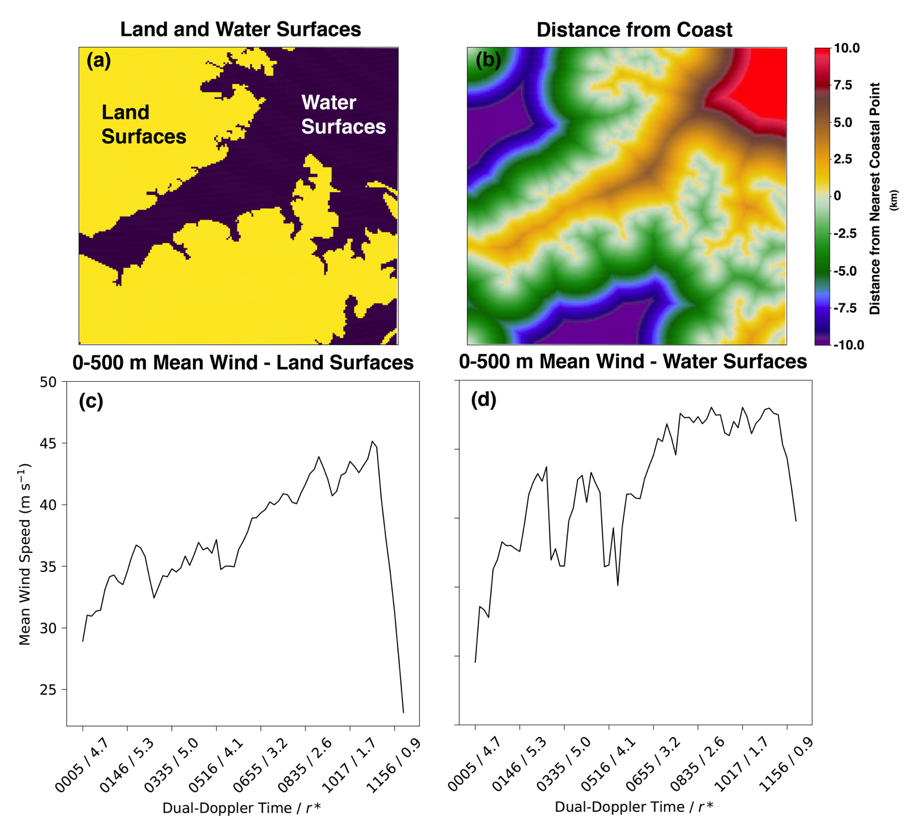 Land and Water Surfaces
Distance from Coast
(a)
Land
Surfaces
Water
Surfaces
(b)
10.0
7.5
5.0
2.5
0
-2.5
-5.0
-7.5
-10.0
Distance from Nearest Coastal Point
(km)
0-500 m Mean Wind - Land Surfaces
0-500 m Mean Wind - Water Surfaces
(c)
50
45
40
35
30
25
Mean Wind Speed (m s⁻¹)
0005 / 4.7
0146 / 5.3
0335 / 5.0
0516 / 4.1
0655 / 3.2
0835 / 2.6
1017 / 1.7
1156 / 0.9
Dual-Doppler Time / r*
(d)
0005 / 4.7
0146 / 5.3
0335 / 5.0
0516 / 4.1
0655 / 3.2
0835 / 2.6
1017 / 1.7
1156 / 0.9
Dual-Doppler Time / r*